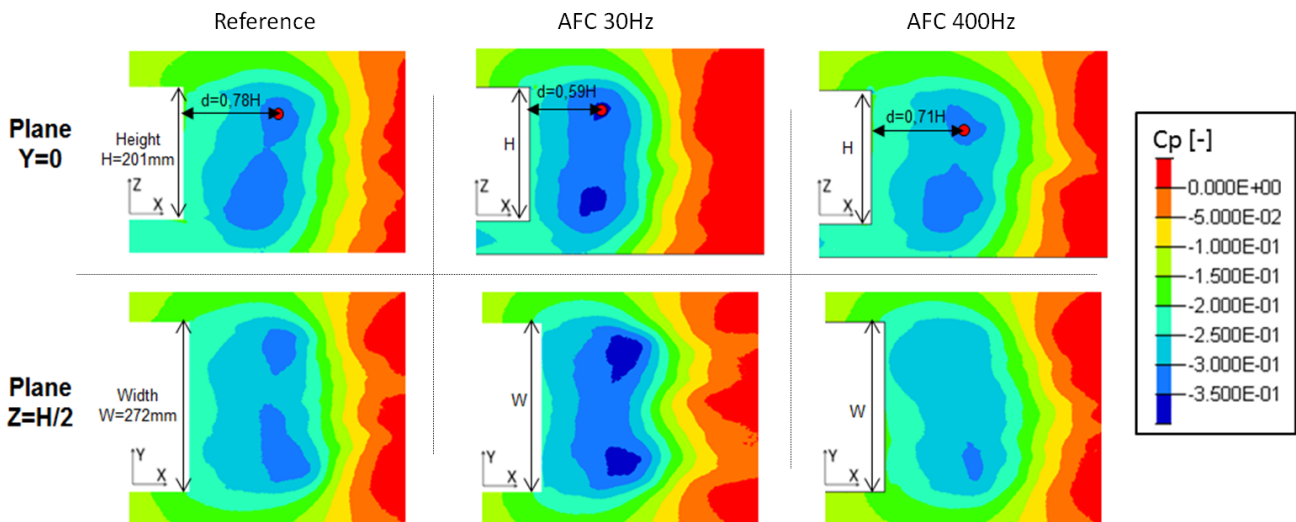 Reference
AFC 30Hz
AFC 400Hz
Plane
Y=0
d=0,78H
Height
H=201mm
Z
X
d=0,59H
H
Z
X
d=0,71H
H
Z
X
Cp [-]
0.000E+00
-5.000E-02
-1.000E-01
-1.500E-01
-2.000E-01
-2.500E-01
-3.000E-01
-3.500E-01
Plane
Z=H/2
Width
W=272mm
Y
X
W
Y
X
W
Y
X